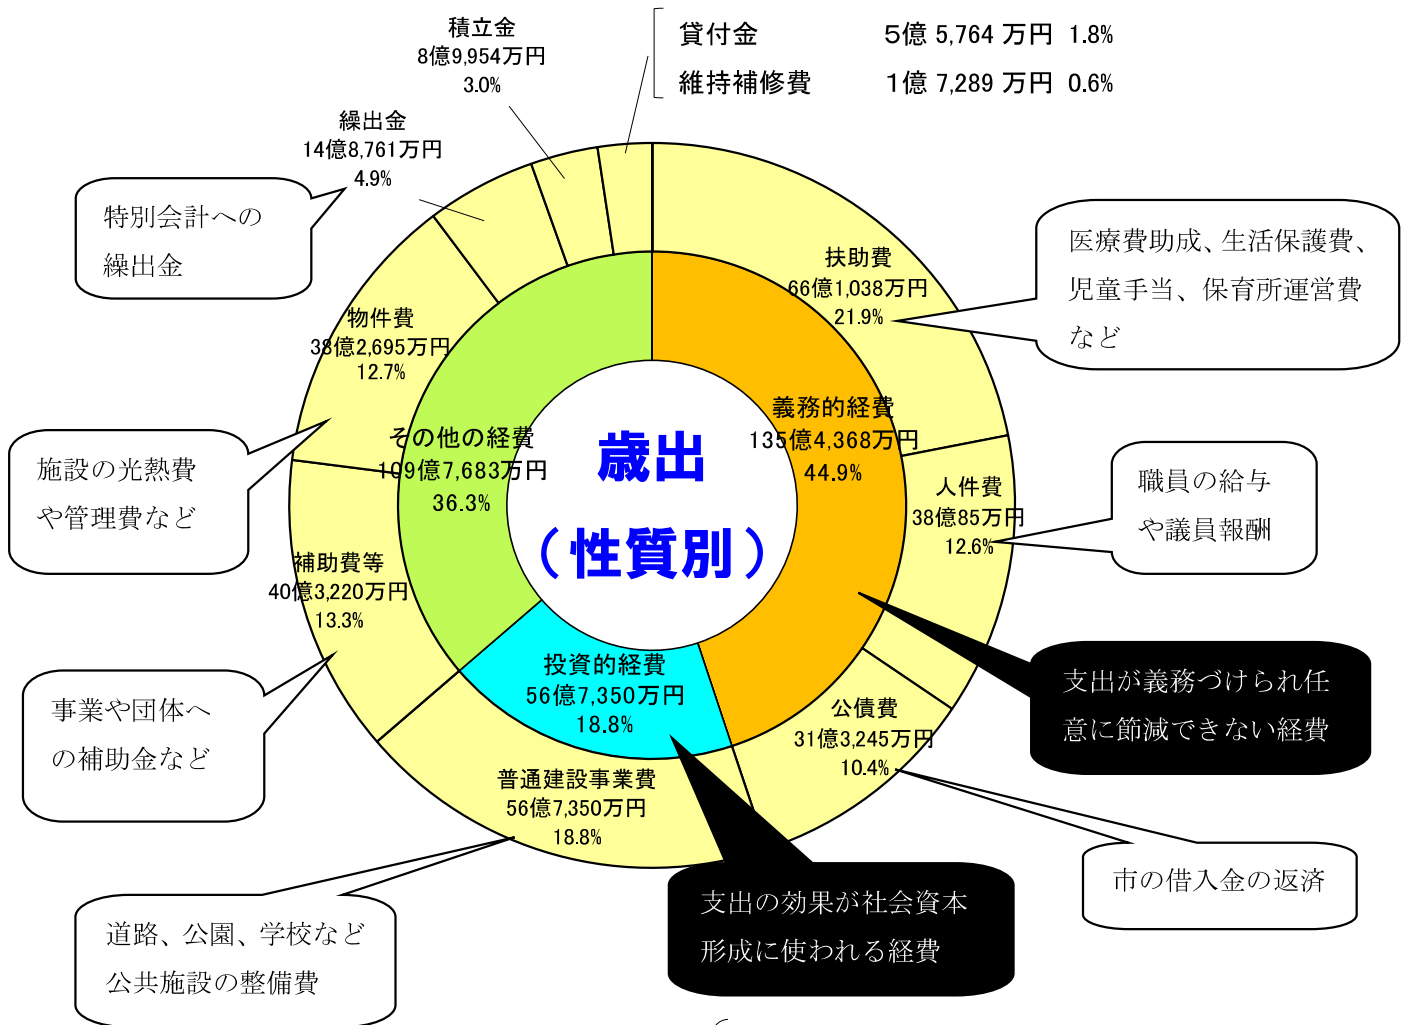 積立金
8億9,954万円
3.0%
貸付金 5億 5,764 万円 1.8%
維持補修費 1億 7,289 万円 0.6%
繰出金
14億8,761万円
4.9%
特別会計への
繰出金
扶助費
66億1,038万円
21.9%
医療費助成、生活保護費、
児童手当、保育所運営費
など
物件費
38億2,695万円
12.7%
施設の光熱費
や管理費など
その他の経費
109億7,683万円
36.3%
歳出
(性質別)
義務的経費
135億4,368万円
44.9%
人件費
38億85万円
12.6%
職員の給与
や議員報酬
補助費等
40億3,220万円
13.3%
事業や団体へ
の補助金など
投資的経費
56億7,350万円
18.8%
公債費
31億3,245万円
10.4%
支出が義務づけられ任
意に節減できない経費
普通建設事業費
56億7,350万円
18.8%
市の借入金の返済
道路、公園、学校など
公共施設の整備費
支出の効果が社会資本
形成に使われる経費